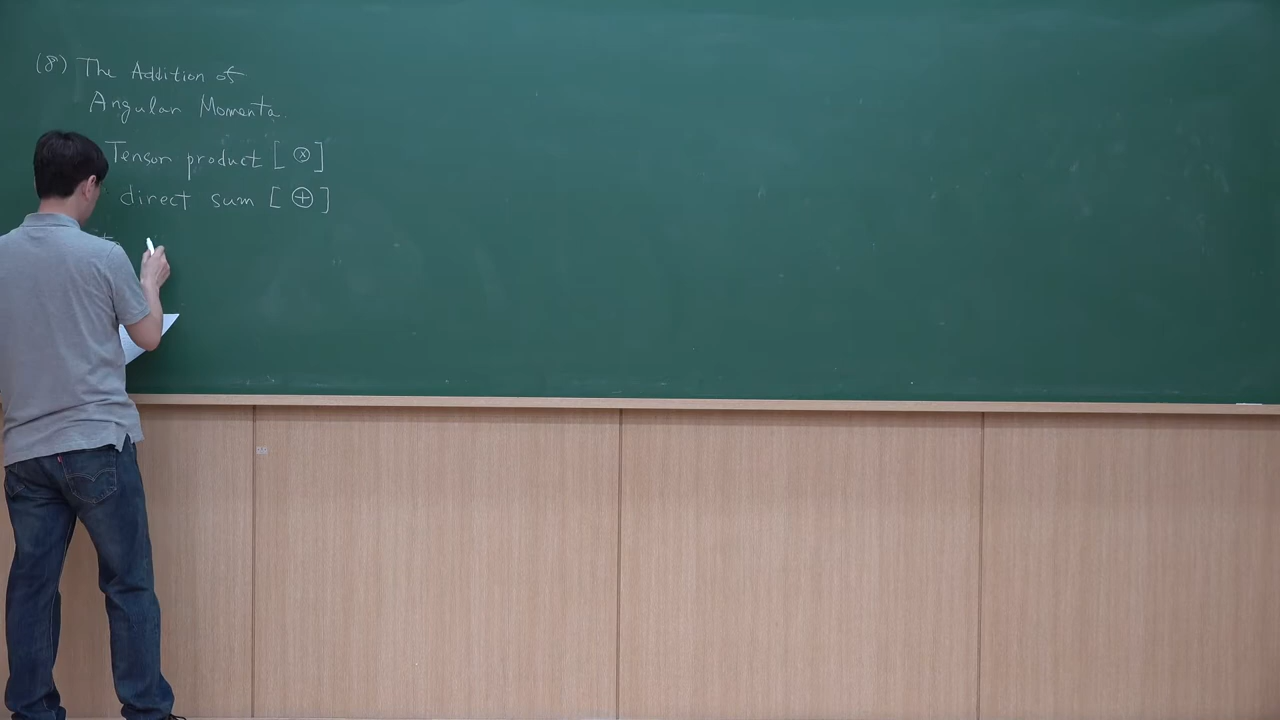 (8) The Addition of
Angular Momenta.
Tensor product [ ⊗ ]
direct sum [ ⊕ ]